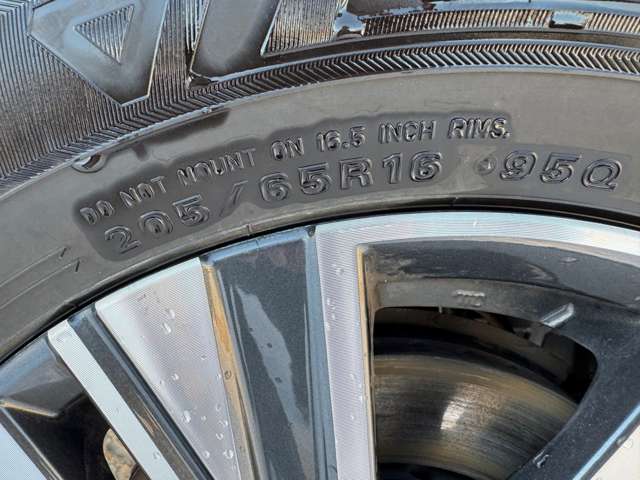 DO NOT MOUNT ON 16.5 INCH RIMS.
205/65R16 95Q